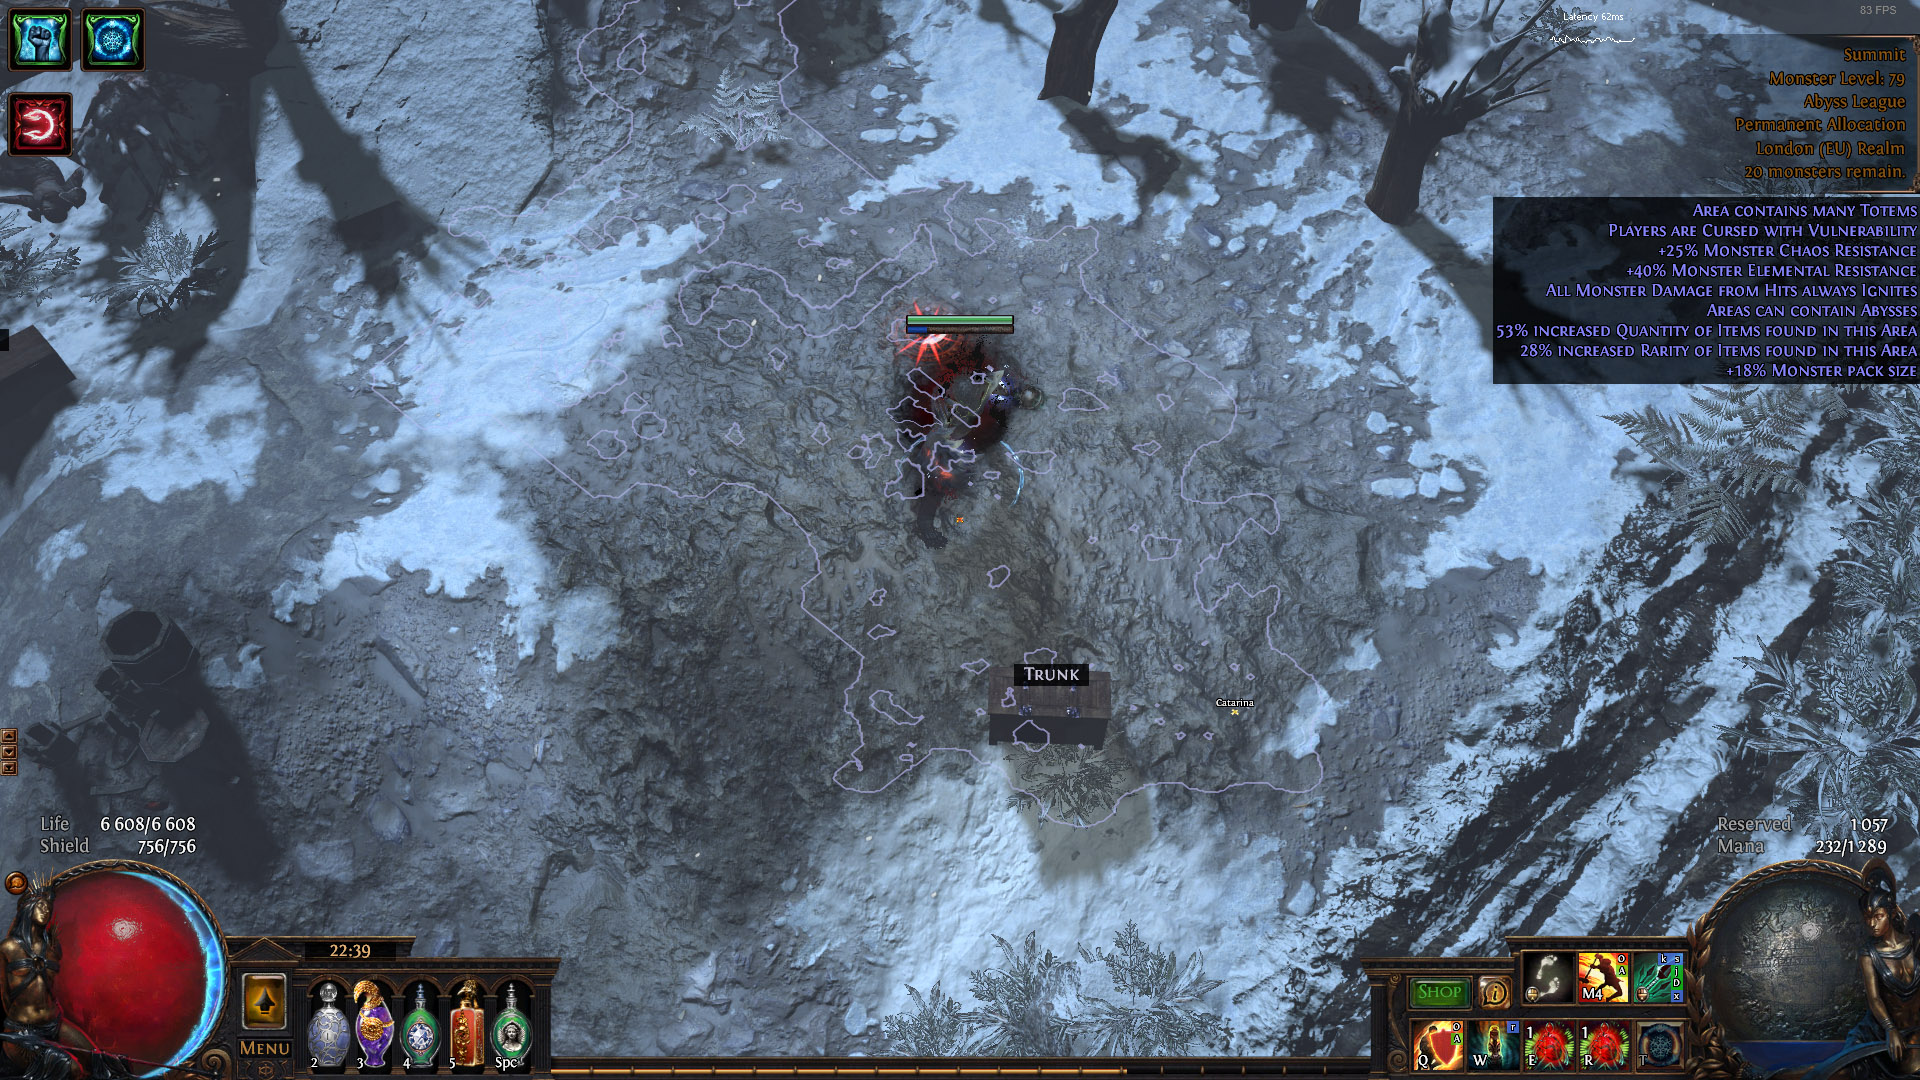 Latency 62ms
83 FPS
Summit
Monster Level: 79
Abyss League
Permanent Allocation
London (EU) Realm
20 monsters remain.
Area contains many Totems
Players are Cursed with Vulnerability
+25% Monster Chaos Resistance
+40% Monster Elemental Resistance
All Monster Damage from Hits always Ignites
Areas can contain Abysses
53% increased Quantity of Items found in this Area
28% increased Rarity of Items found in this Area
+18% Monster pack size
Trunk
Catarina
Life 6 608/6 608
Shield 756/756
Reserved 1 057
Mana 232/1 289
22:39
Menu
2 3 4 5 Spc
Shop
M4 O A
k s j D x
Q O A
W r
1 E
1 R
T